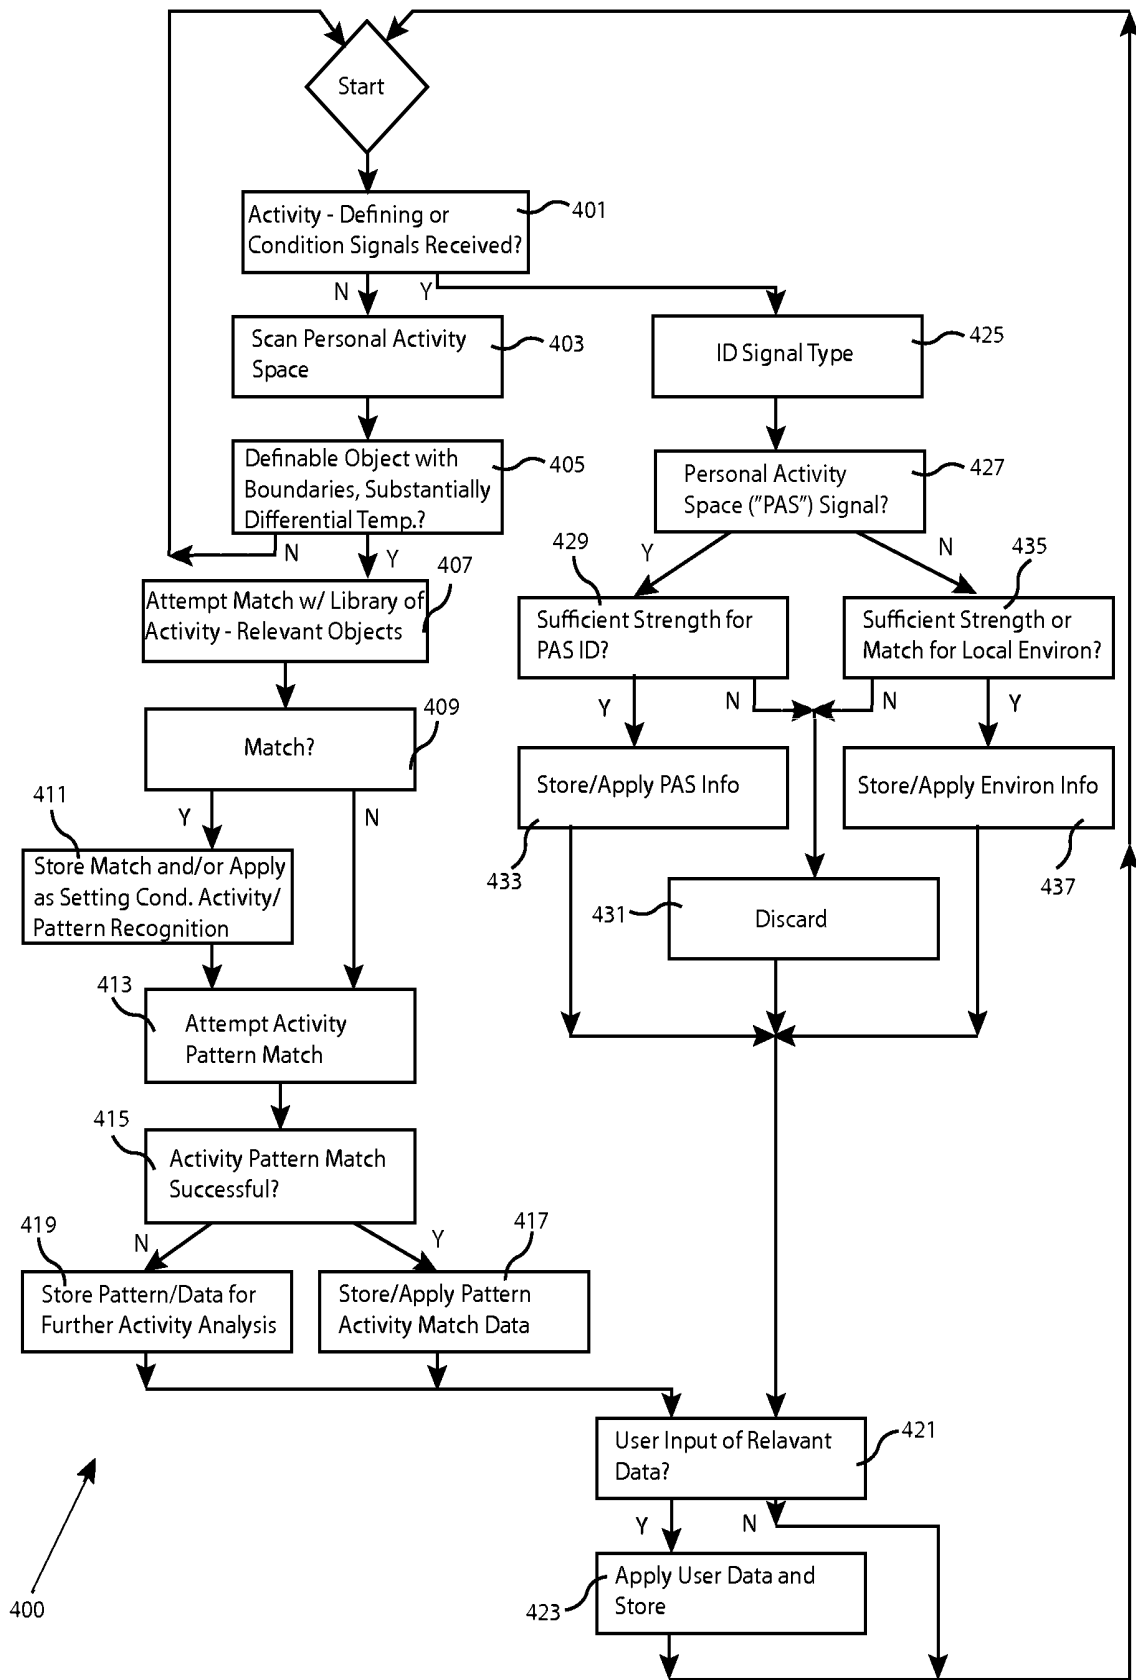 Start
Activity - Defining or
Condition Signals Received?
401
N
Y
Scan Personal Activity
Space
403
ID Signal Type
425
Definable Object with
Boundaries, Substantially
Differential Temp.?
405
N
Y
Personal Activity
Space ("PAS") Signal?
427
Y
N
Attempt Match w/ Library of
Activity - Relevant Objects
407
429
Sufficient Strength for
PAS ID?
435
Sufficient Strength or
Match for Local Environ?
Y
N
N
Y
Match?
409
Y
N
Store/Apply PAS Info
433
Store/Apply Environ Info
437
411
Store Match and/or Apply
as Setting Cond. Activity/
Pattern Recognition
431
Discard
413
Attempt Activity
Pattern Match
415
Activity Pattern Match
Successful?
N
Y
419
Store Pattern/Data for
Further Activity Analysis
417
Store/Apply Pattern
Activity Match Data
User Input of Relavant
Data?
421
Y
N
Apply User Data and
Store
423
400